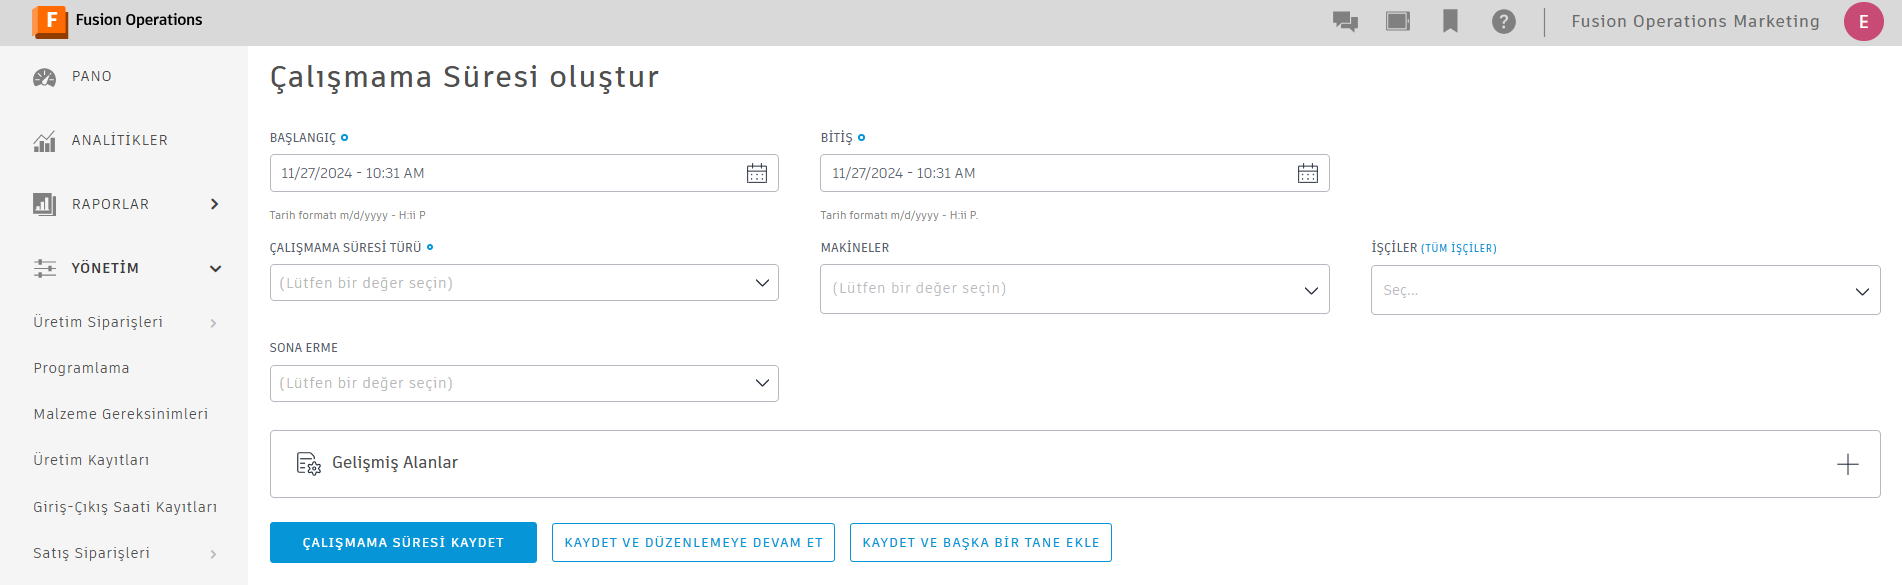 F Fusion Operations
? Fusion Operations Marketing E
PANO
ANALİTİKLER
RAPORLAR
YÖNETİM
Üretim Siparişleri
Programlama
Malzeme Gereksinimleri
Üretim Kayıtları
Giriş-Çıkış Saati Kayıtları
Satış Siparişleri
Çalışmama Süresi oluştur
BAŞLANGIÇ
11/27/2024 - 10:31 AM
Tarih formatı m/d/yyyy - H:ii P
BİTİŞ
11/27/2024 - 10:31 AM
Tarih formatı m/d/yyyy - H:ii P.
ÇALIŞMAMA SÜRESİ TÜRÜ
(Lütfen bir değer seçin)
MAKİNELER
(Lütfen bir değer seçin)
İŞÇİLER (TÜM İŞÇİLER)
Seç...
SONA ERME
(Lütfen bir değer seçin)
Gelişmiş Alanlar
ÇALIŞMAMA SÜRESİ KAYDET
KAYDET VE DÜZENLEMEYE DEVAM ET
KAYDET VE BAŞKA BİR TANE EKLE